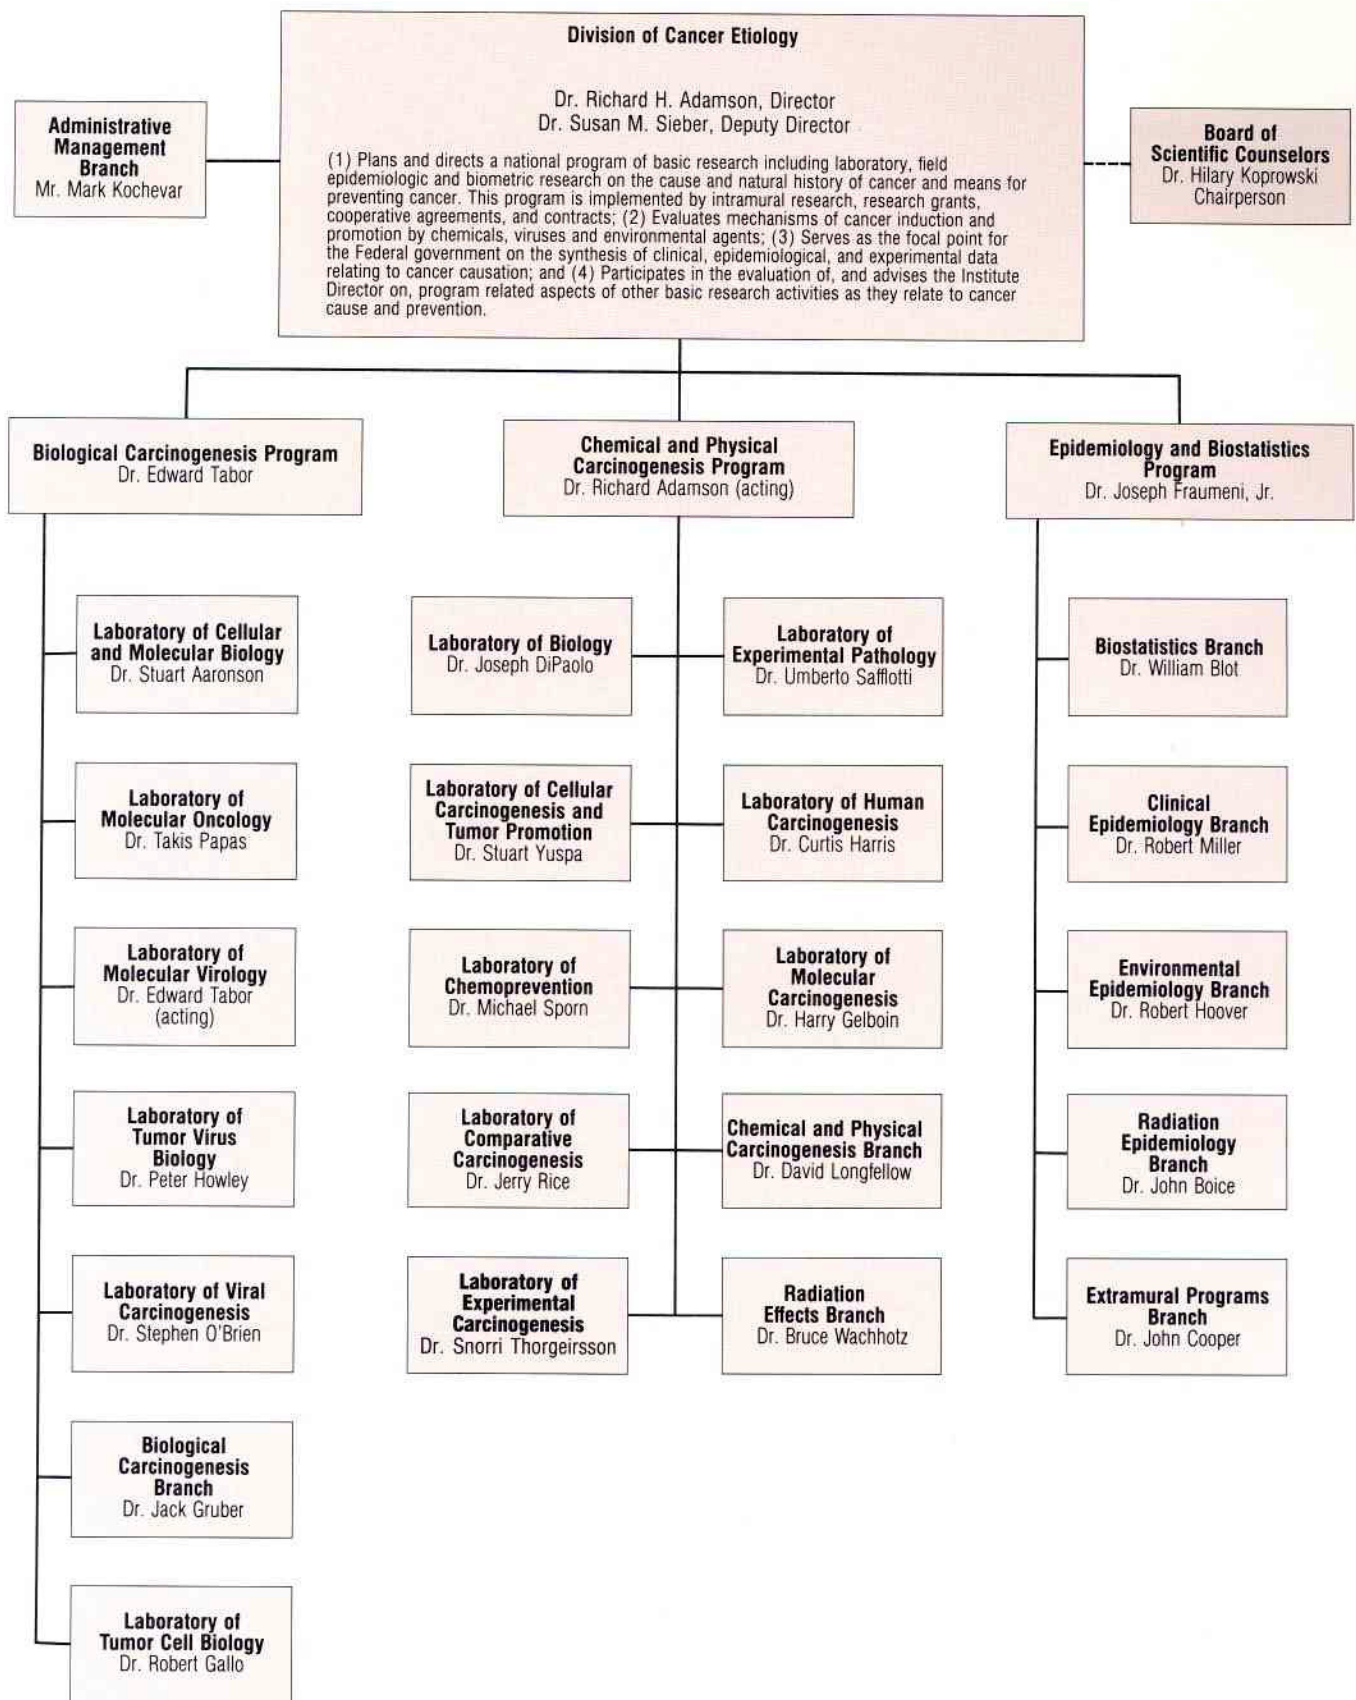 Division of Cancer Etiology
Dr. Richard H. Adamson, Director
Dr. Susan M. Sieber, Deputy Director
(1) Plans and directs a national program of basic research including laboratory, field
epidemiologic and biometric research on the cause and natural history of cancer and means for
preventing cancer. This program is implemented by intramural research, research grants,
cooperative agreements, and contracts; (2) Evaluates mechanisms of cancer induction and
promotion by chemicals, viruses and environmental agents; (3) Serves as the focal point for
the Federal government on the synthesis of clinical, epidemiological, and experimental data
relating to cancer causation; and (4) Participates in the evaluation of, and advises the Institute
Director on, program related aspects of other basic research activities as they relate to cancer
cause and prevention.
Administrative
Management
Branch
Mr. Mark Kochevar
Board of
Scientific Counselors
Dr. Hilary Koprowski
Chairperson
Biological Carcinogenesis Program
Dr. Edward Tabor
Laboratory of Cellular
and Molecular Biology
Dr. Stuart Aaronson
Laboratory of
Molecular Oncology
Dr. Takis Papas
Laboratory of
Molecular Virology
Dr. Edward Tabor
(acting)
Laboratory of
Tumor Virus
Biology
Dr. Peter Howley
Laboratory of Viral
Carcinogenesis
Dr. Stephen O'Brien
Biological
Carcinogenesis
Branch
Dr. Jack Gruber
Laboratory of
Tumor Cell Biology
Dr. Robert Gallo
Chemical and Physical
Carcinogenesis Program
Dr. Richard Adamson (acting)
Laboratory of Biology
Dr. Joseph DiPaolo
Laboratory of Cellular
Carcinogenesis and
Tumor Promotion
Dr. Stuart Yuspa
Laboratory of
Chemoprevention
Dr. Michael Sporn
Laboratory of
Comparative
Carcinogenesis
Dr. Jerry Rice
Laboratory of
Experimental
Carcinogenesis
Dr. Snorri Thorgeirsson
Laboratory of
Experimental Pathology
Dr. Umberto Safflotti
Laboratory of Human
Carcinogenesis
Dr. Curtis Harris
Laboratory of
Molecular
Carcinogenesis
Dr. Harry Gelboin
Chemical and Physical
Carcinogenesis Branch
Dr. David Longfellow
Radiation
Effects Branch
Dr. Bruce Wachhotz
Epidemiology and Biostatistics
Program
Dr. Joseph Fraumeni, Jr.
Biostatistics Branch
Dr. William Blot
Clinical
Epidemiology Branch
Dr. Robert Miller
Environmental
Epidemiology Branch
Dr. Robert Hoover
Radiation
Epidemiology
Branch
Dr. John Boice
Extramural Programs
Branch
Dr. John Cooper